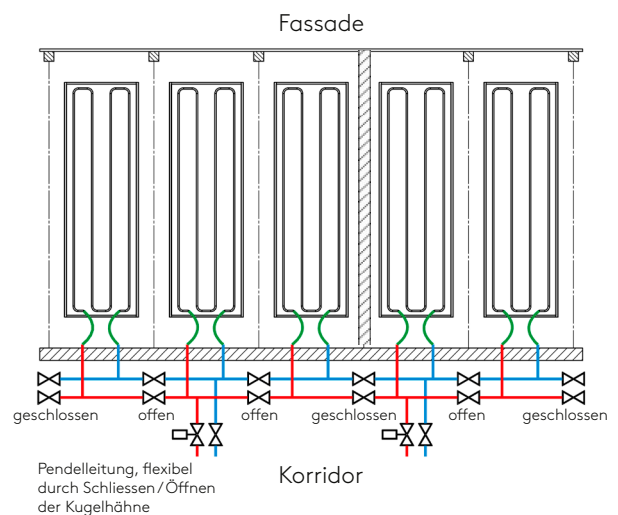 Fassade
geschlossen offen offen geschlossen offen geschlossen
Pendelleitung, flexibel
durch Schliessen / Öffnen
der Kugelhähne
Korridor